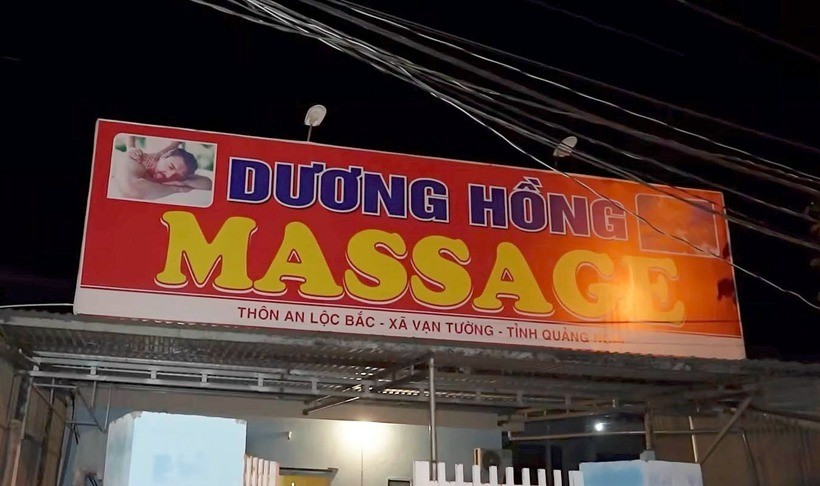 DƯƠNG HỒNG
MASSAGE
THÔN AN LỘC BẮC - XÃ VẠN TƯỜNG - TỈNH QUẢNG